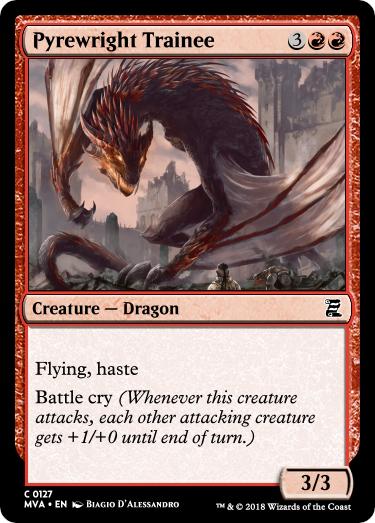 Pyrewright Trainee 3
Creature — Dragon
Flying, haste
Battle cry (Whenever this creature
attacks, each other attacking creature
gets +1/+0 until end of turn.)
3/3
C 0127
MVA • EN BIAGIO D'ALESSANDRO
™ & © 2018 Wizards of the Coast